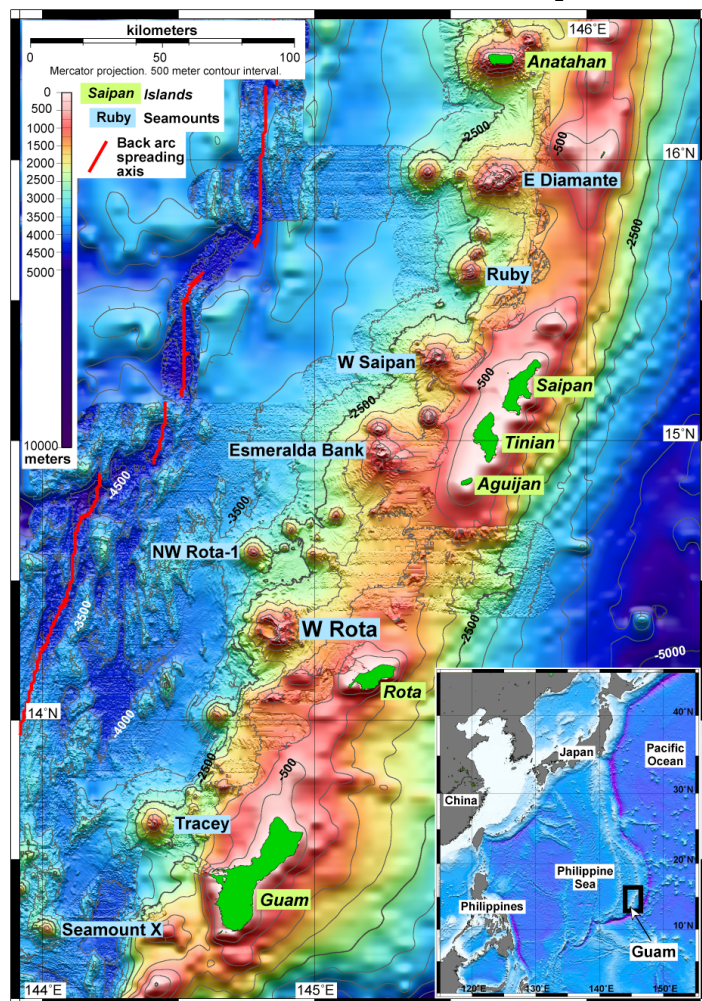 kilometers
0 50 100
Mercator projection. 500 meter contour interval.
Saipan Islands
Ruby Seamounts
Back arc
spreading
axis
0
500
1000
1500
2000
2500
3000
3500
4000
4500
5000
10000
meters
146°E
Anatahan
-2500
-500
16°N
E Diamante
-2500
Ruby
W Saipan
-500
Saipan
-2500
15°N
Tinian
Esmeralda Bank
Aguijan
-4500
-3500
NW Rota-1
-3500
W Rota
-2500
-5000
Rota
14°N
-4000
-2500
-500
Tracey
Guam
Seamount X
144°E
145°E
40°N
Japan
Pacific
Ocean
China
30°N
20°N
Philippine
Sea
Philippines
10°N
Guam
120°E 130°E 140°E 150°E